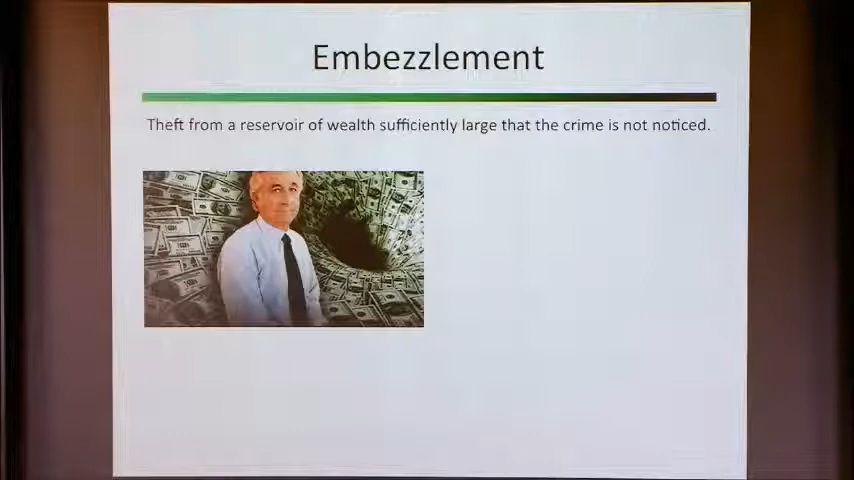 Embezzlement
Theft from a reservoir of wealth sufficiently large that the crime is not noticed.